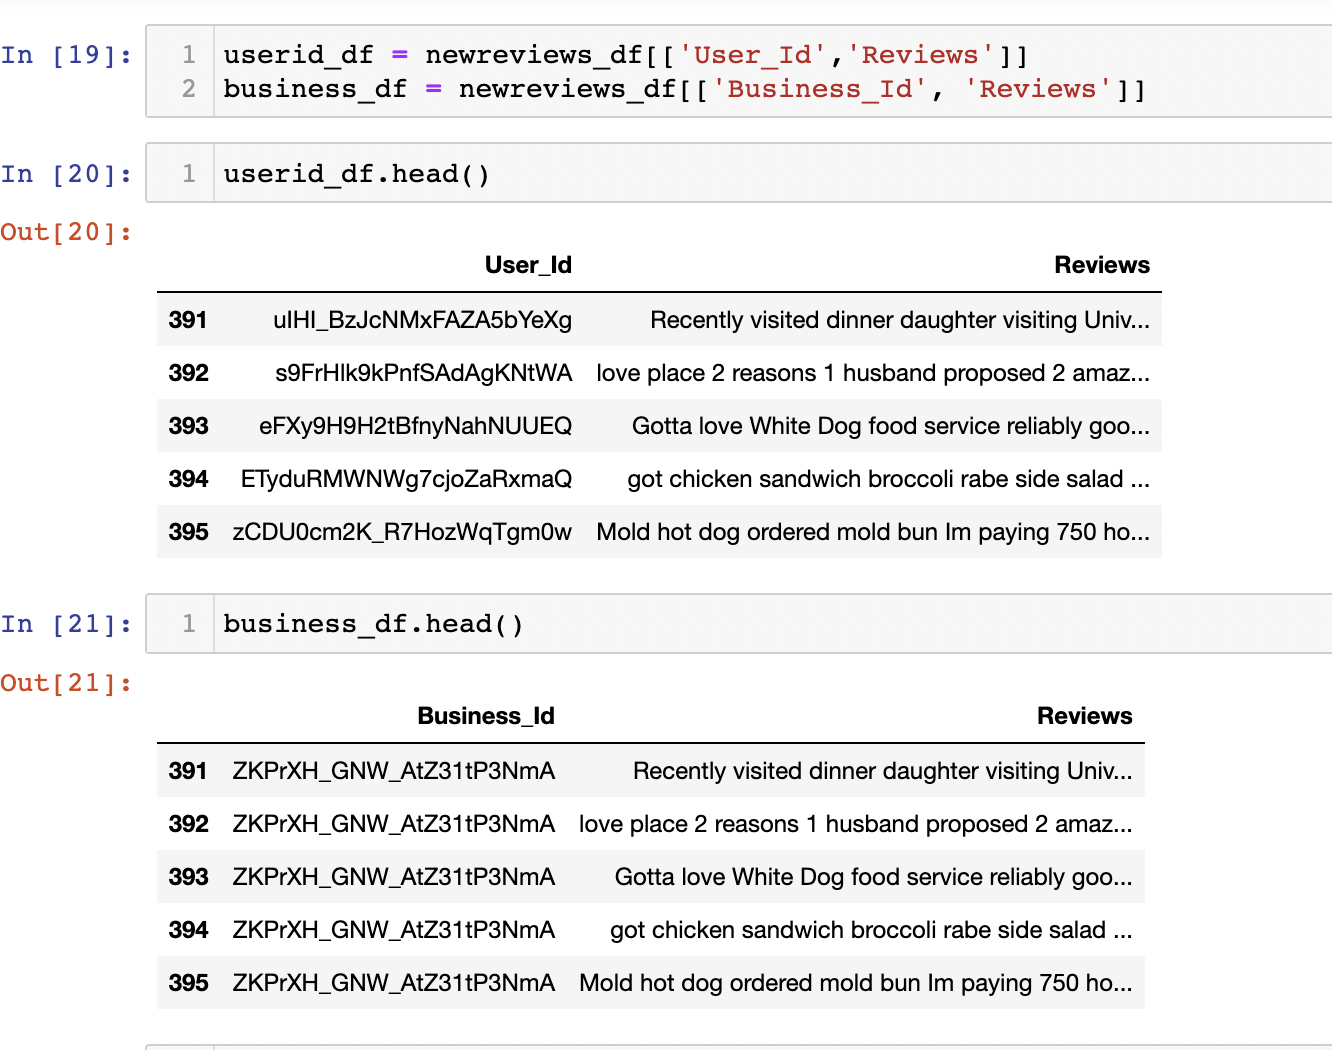 In [19]:
1 userid_df = newreviews_df[['User_Id','Reviews']]
2 business_df = newreviews_df[['Business_Id', 'Reviews']]
In [20]:
1 userid_df.head()
Out[20]:
User_Id Reviews
391 uIHI_BzJcNMxFAZA5bYeXg Recently visited dinner daughter visiting Univ...
392 s9FrHlk9kPnfSAdAgKNtWA love place 2 reasons 1 husband proposed 2 amaz...
393 eFXy9H9H2tBfnyNahNUUEQ Gotta love White Dog food service reliably goo...
394 ETyduRMWNWg7cjoZaRxmaQ got chicken sandwich broccoli rabe side salad ...
395 zCDU0cm2K_R7HozWqTgm0w Mold hot dog ordered mold bun Im paying 750 ho...
In [21]:
1 business_df.head()
Out[21]:
Business_Id Reviews
391 ZKPrXH_GNW_AtZ31tP3NmA Recently visited dinner daughter visiting Univ...
392 ZKPrXH_GNW_AtZ31tP3NmA love place 2 reasons 1 husband proposed 2 amaz...
393 ZKPrXH_GNW_AtZ31tP3NmA Gotta love White Dog food service reliably goo...
394 ZKPrXH_GNW_AtZ31tP3NmA got chicken sandwich broccoli rabe side salad ...
395 ZKPrXH_GNW_AtZ31tP3NmA Mold hot dog ordered mold bun Im paying 750 ho...